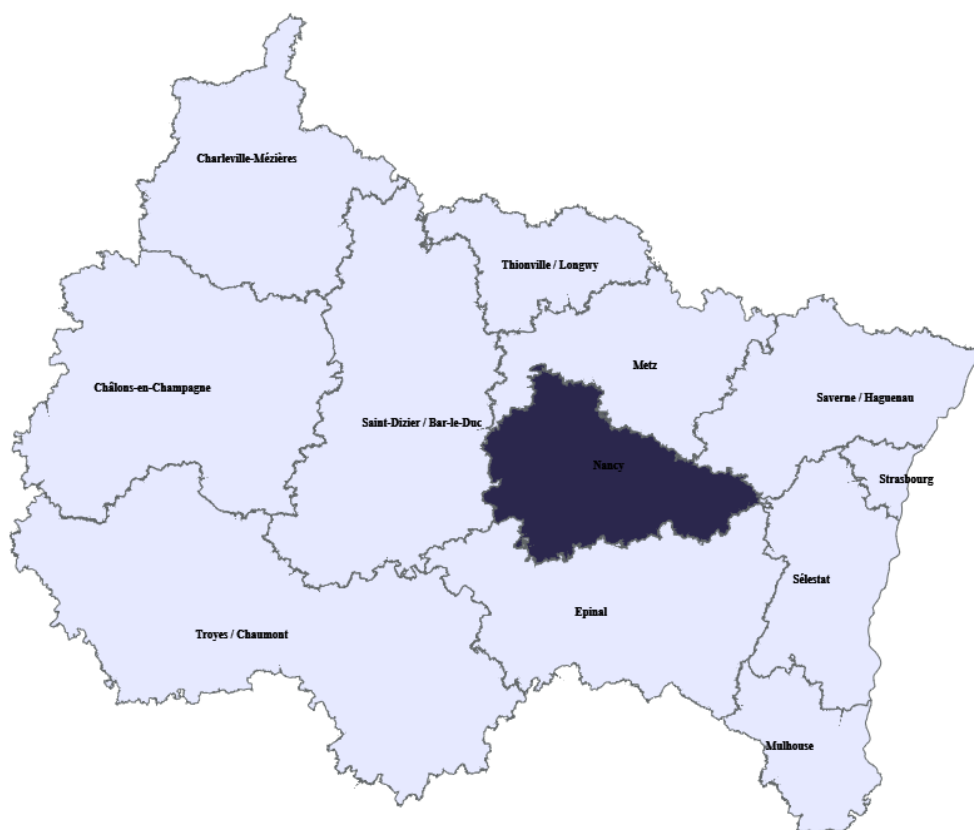 Charleville-Mézières
Thionville / Longwy
Metz
Châlons-en-Champagne
Saverne / Haguenau
Saint-Dizier / Bar-le-Duc
Nancy
Strasbourg
Sélestat
Epinal
Troyes / Chaumont
Mulhouse